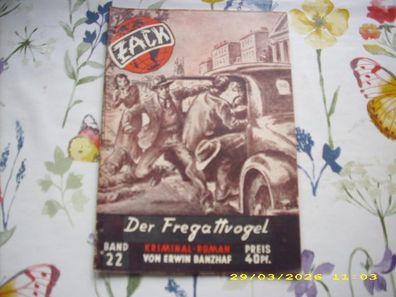 ZACK
Der Fregattvogel
BAND
22
KRIMINAL-ROMAN
VON ERWIN BANZHAF
PREIS
40Pf.
29/03/2026 11:03